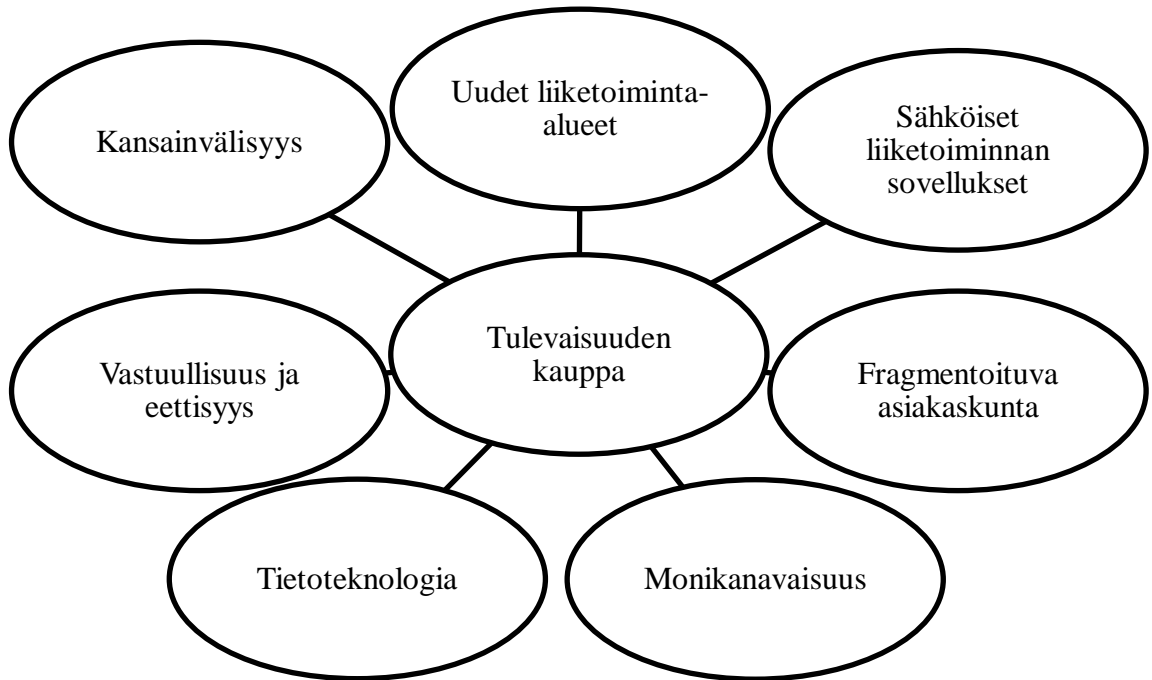 Uudet liiketoiminta-
alueet
Kansainvälisyys
Sähköiset
liiketoiminnan
sovellukset
Tulevaisuuden
kauppa
Vastuullisuus ja
eettisyys
Fragmentoituva
asiakaskunta
Tietoteknologia
Monikanavaisuus